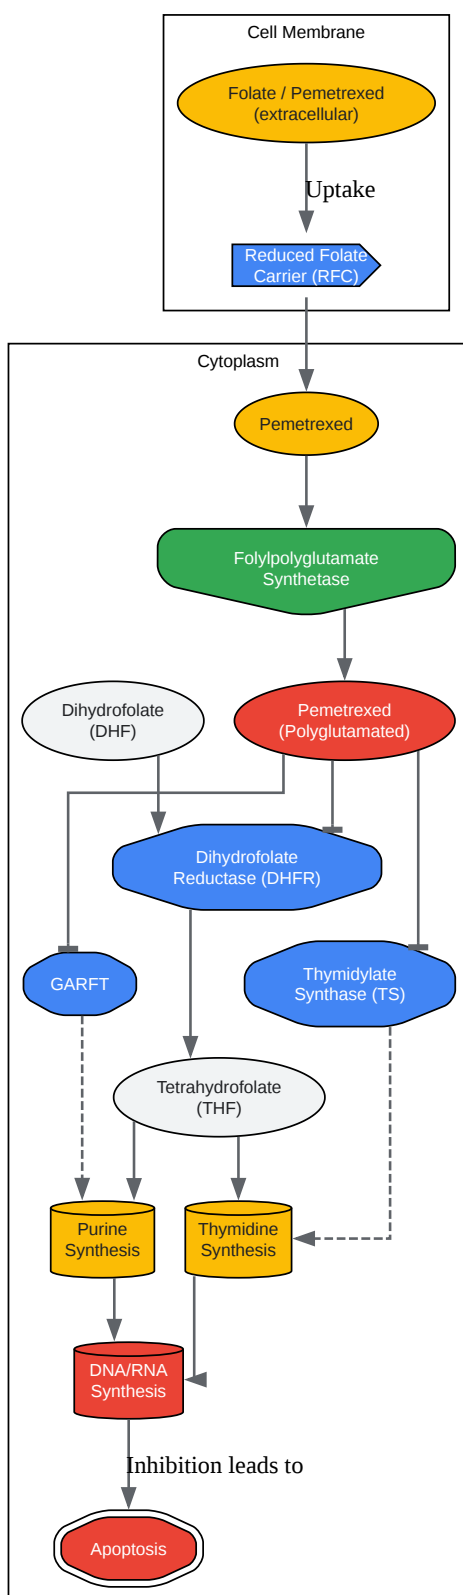 Cell Membrane
Folate / Pemetrexed
(extracellular)
Uptake
Reduced Folate
Carrier (RFC)
Cytoplasm
Pemetrexed
Folylpolyglutamate
Synthetase
Dihydrofolate
(DHF)
Pemetrexed
(Polyglutamated)
Dihydrofolate
Reductase (DHFR)
GARFT
Thymidylate
Synthase (TS)
Tetrahydrofolate
(THF)
Purine
Synthesis
Thymidine
Synthesis
DNA/RNA
Synthesis
Inhibition leads to
Apoptosis